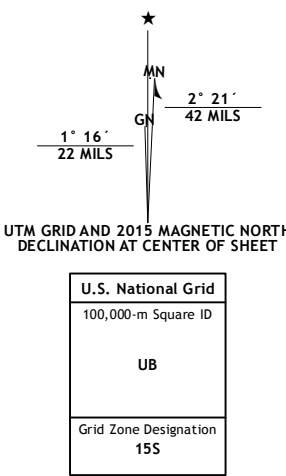 ★
MN
GN
2° 21´
42 MILS
1° 16´
22 MILS
UTM GRID AND 2015 MAGNETIC NORTH
DECLINATION AT CENTER OF SHEET
U.S. National Grid
100,000-m Square ID
UB
Grid Zone Designation
15S